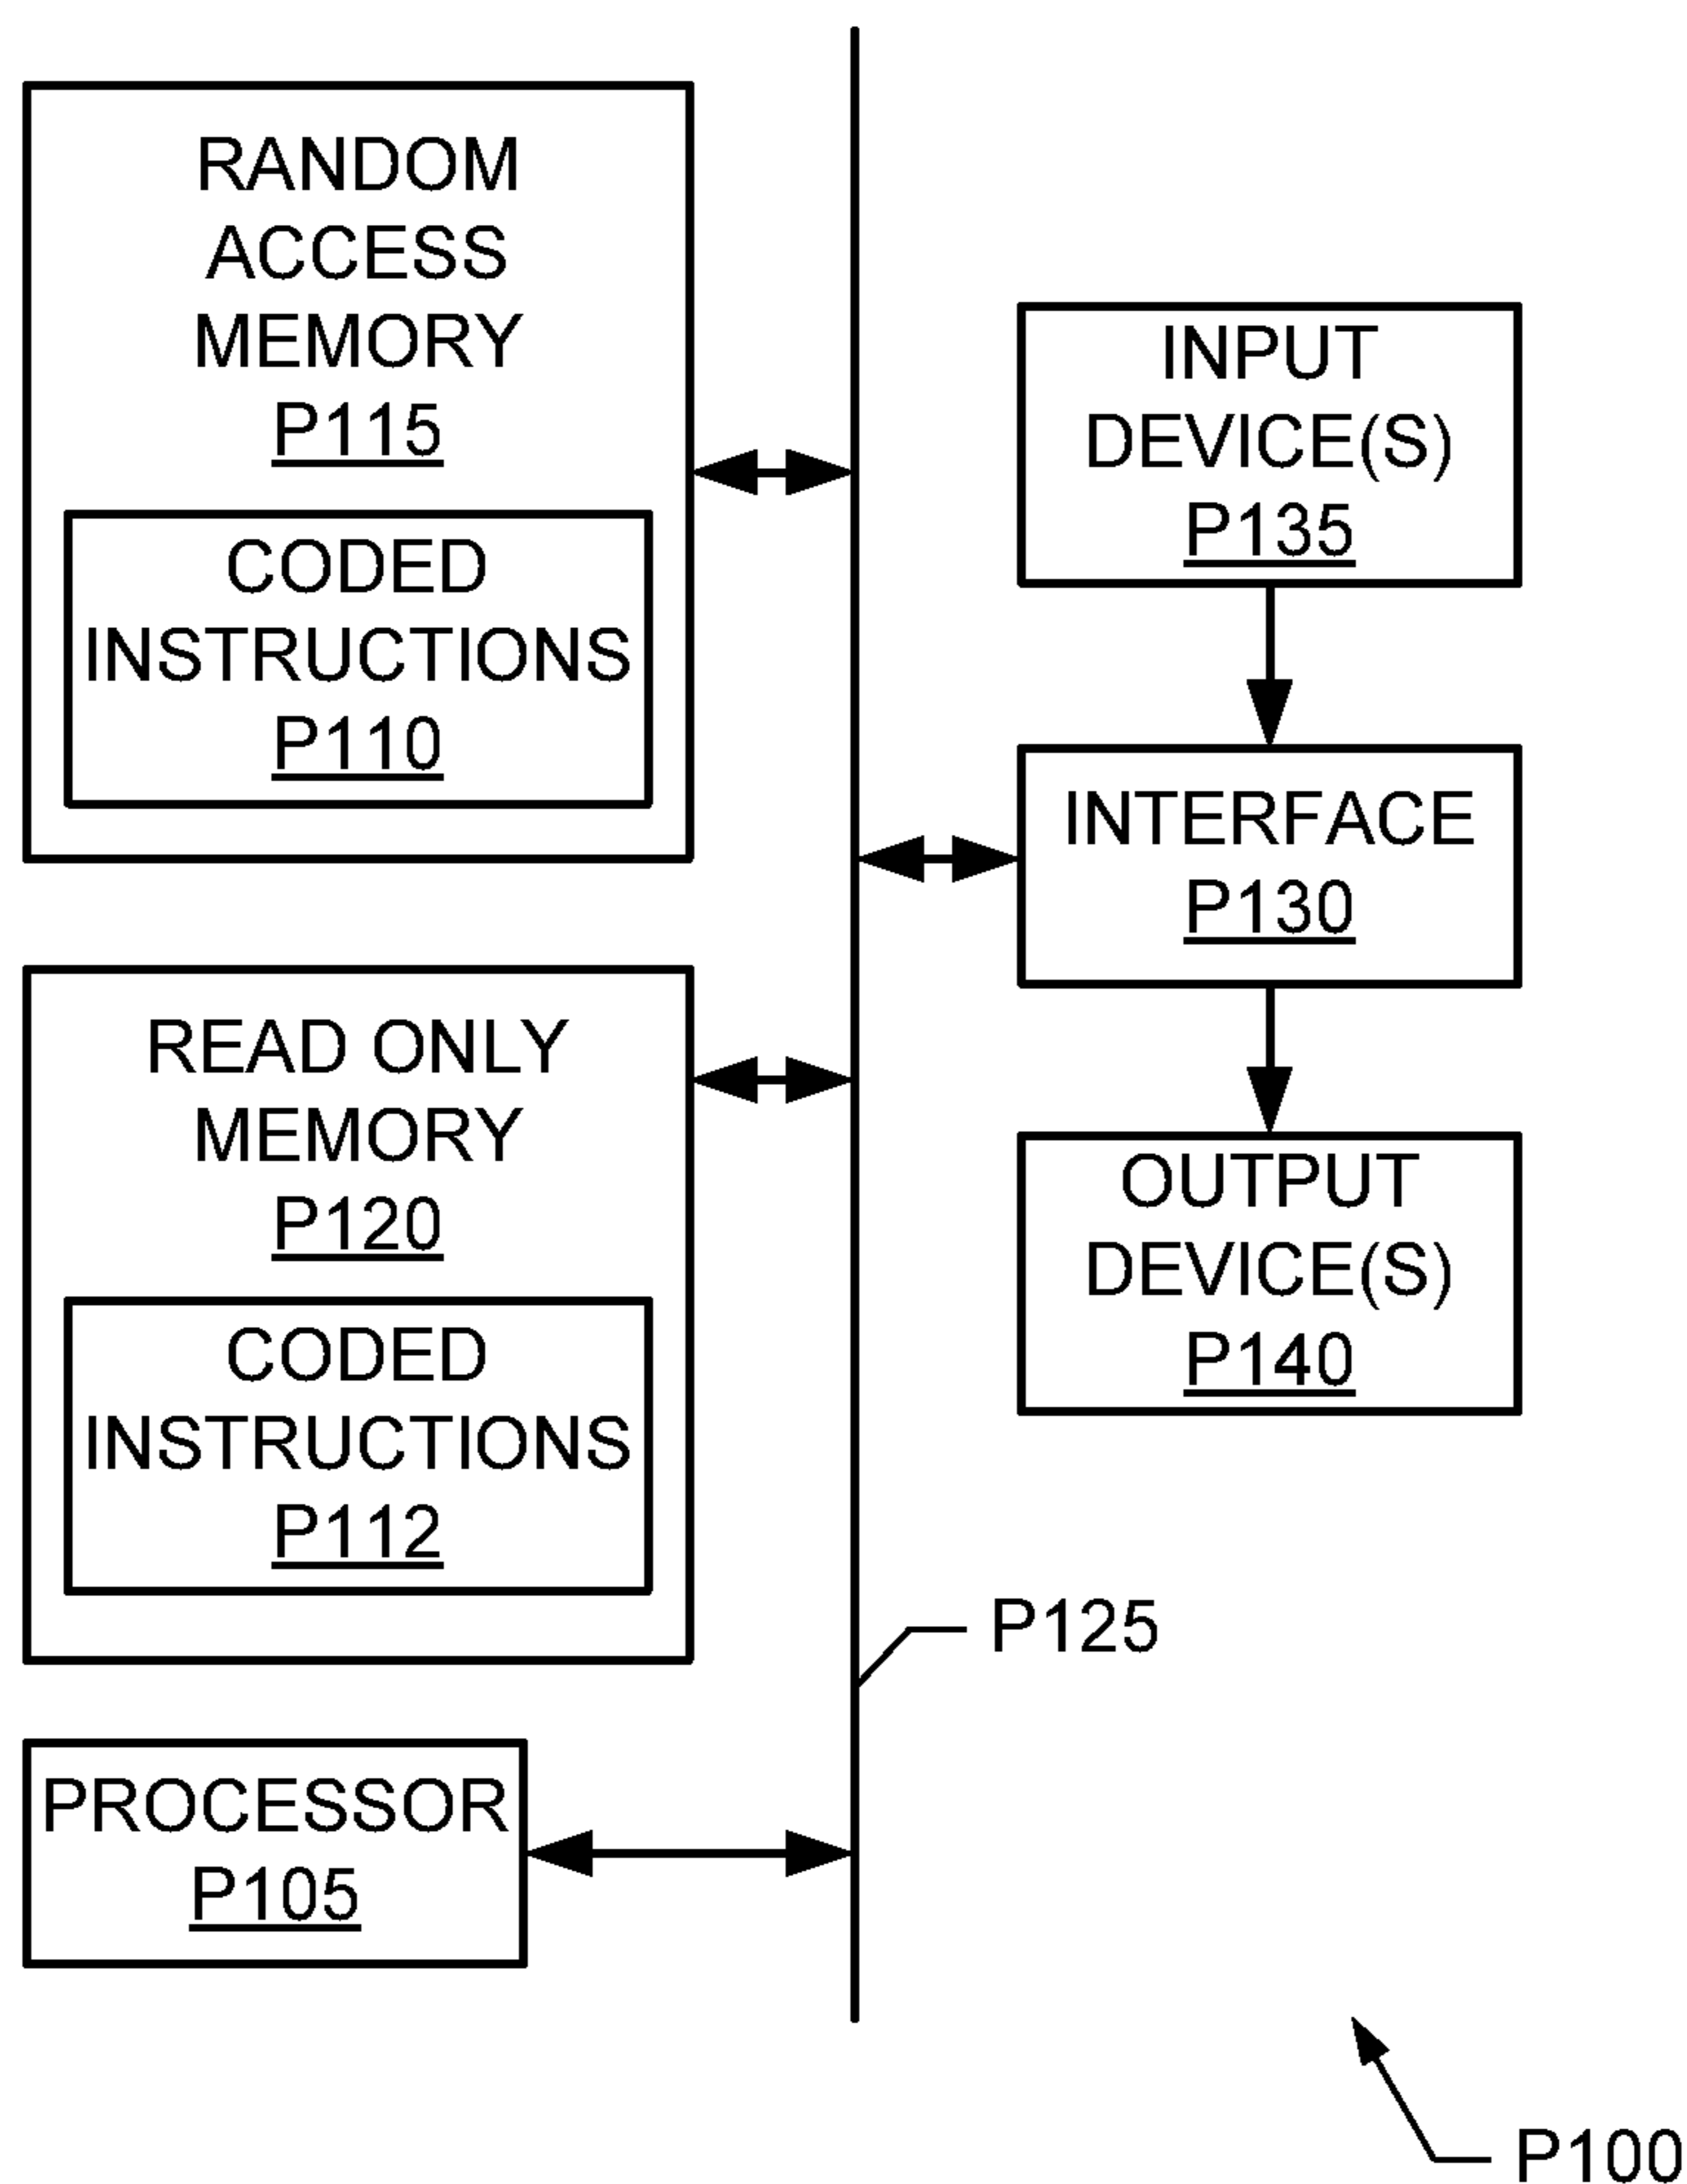 RANDOM
ACCESS
MEMORY
P115
CODED
INSTRUCTIONS
P110
READ ONLY
MEMORY
P120
CODED
INSTRUCTIONS
P112
PROCESSOR
P105
INPUT
DEVICE(S)
P135
INTERFACE
P130
OUTPUT
DEVICE(S)
P140
P125
P100